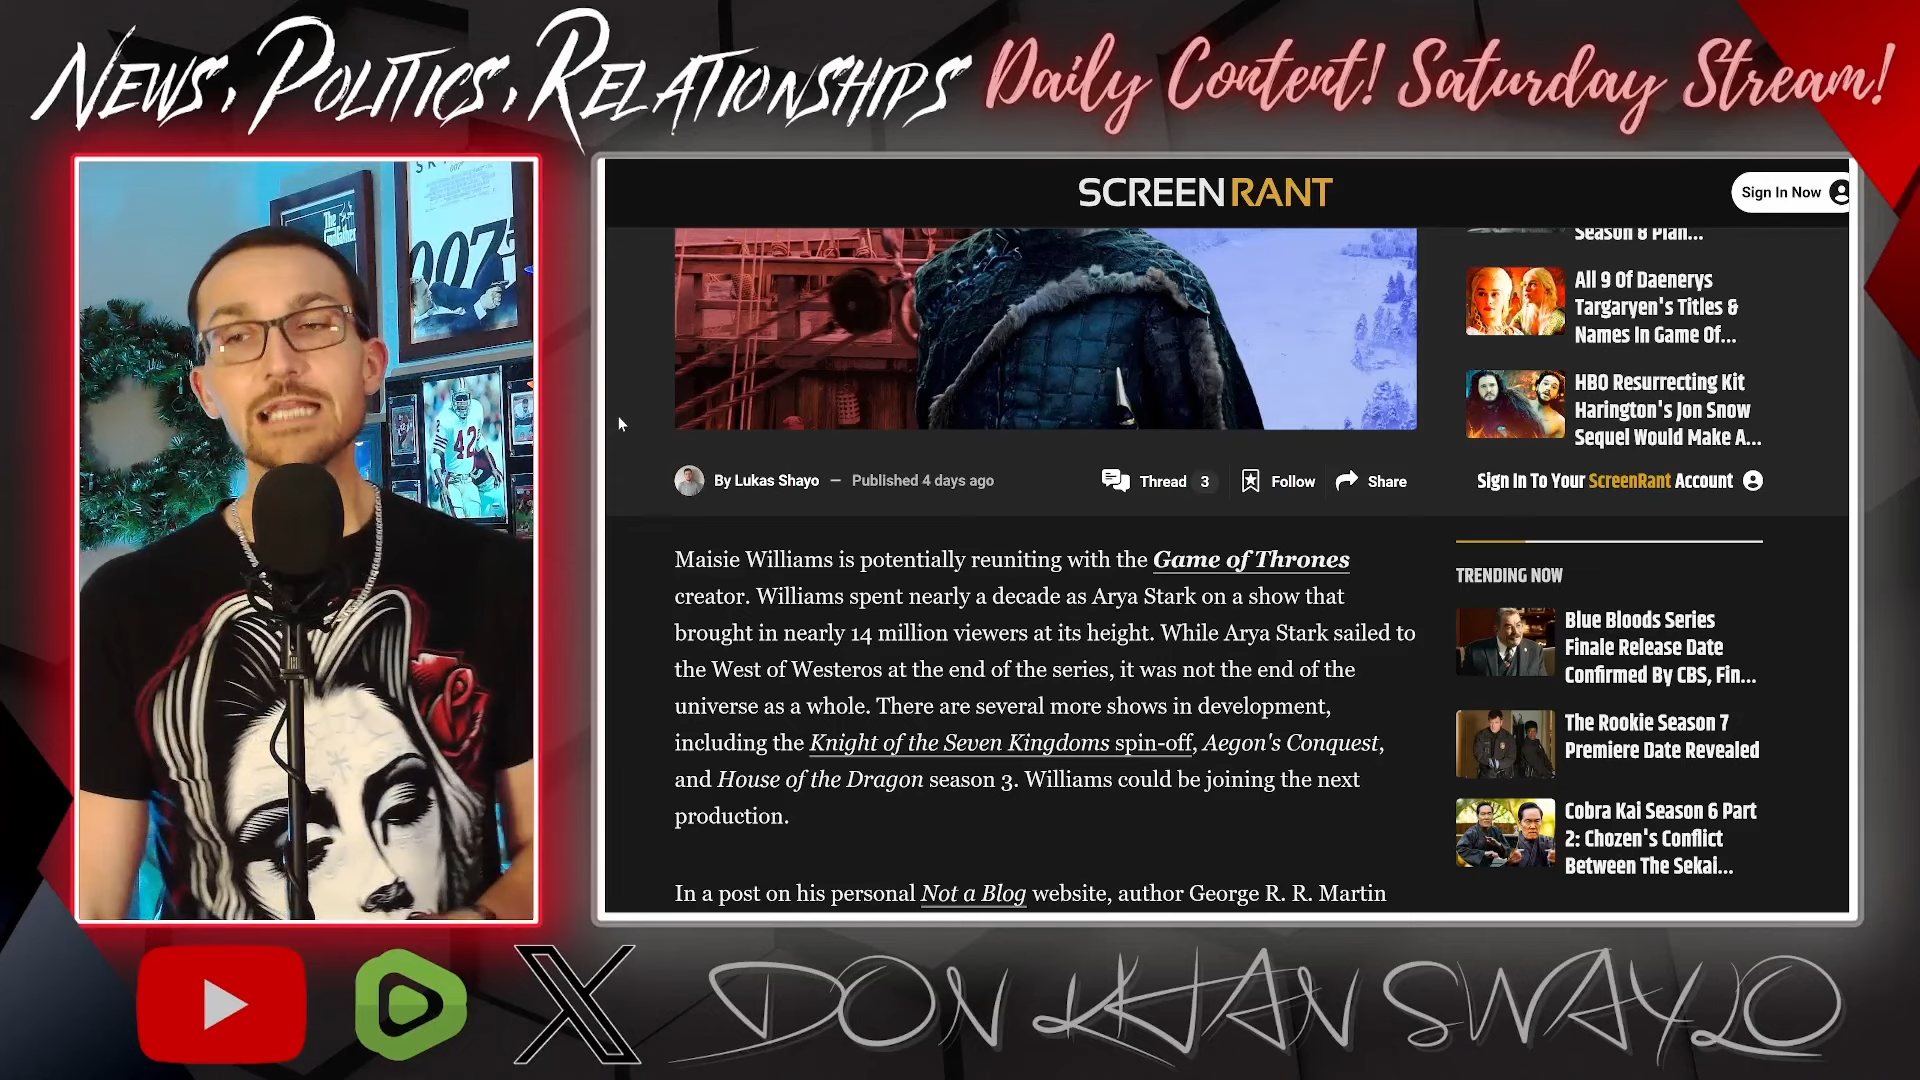 NEWS, POLITICS, RELATIONSHIPS
Daily Content! Saturday Stream!
The
Godfather
007
42
SCREENRANT
Sign In Now
Season 8 Plan...
All 9 Of Daenerys
Targaryen's Titles &
Names In Game Of...
HBO Resurrecting Kit
Harington's Jon Snow
Sequel Would Make A...
By Lukas Shayo — Published 4 days ago
Thread 3
Follow
Share
Sign In To Your ScreenRant Account
Maisie Williams is potentially reuniting with the Game of Thrones
creator. Williams spent nearly a decade as Arya Stark on a show that
brought in nearly 14 million viewers at its height. While Arya Stark sailed to
the West of Westeros at the end of the series, it was not the end of the
universe as a whole. There are several more shows in development,
including the Knight of the Seven Kingdoms spin-off, Aegon's Conquest,
and House of the Dragon season 3. Williams could be joining the next
production.
In a post on his personal Not a Blog website, author George R. R. Martin
TRENDING NOW
Blue Bloods Series
Finale Release Date
Confirmed By CBS, Fin...
The Rookie Season 7
Premiere Date Revealed
Cobra Kai Season 6 Part
2: Chozen's Conflict
Between The Sekai...
DON KHAN SWAYLO